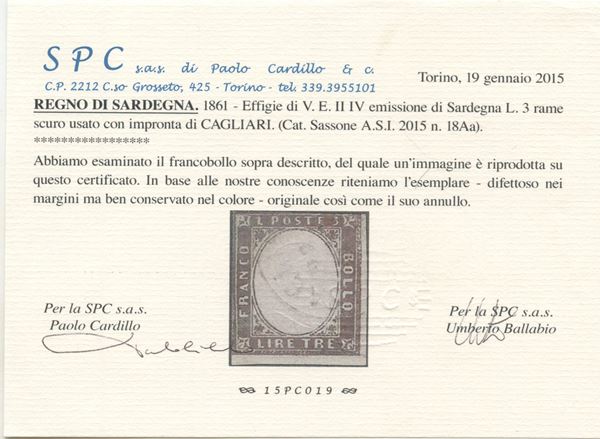 SPC s.a.s. di Paolo Cardillo & c.
C.P. 2212 C.so Grosseto, 425 - Torino - tel. 339.3955101
Torino, 19 gennaio 2015
REGNO DI SARDEGNA. 1861 - Effigie di V. E. II IV emissione di Sardegna L. 3 rame
scuro usato con impronta di CAGLIARI. (Cat. Sassone A.S.I. 2015 n. 18Aa).
*****************
Abbiamo esaminato il francobollo sopra descritto, del quale un'immagine è riprodotta su
questo certificato. In base alle nostre conoscenze riteniamo l'esemplare - difettoso nei
margini ma ben conservato nel colore - originale così come il suo annullo.
L POSTE 3
FRANCO
BOLLO
LIRE TRE
Per la SPC s.a.s.
Paolo Cardillo
Per la SPC s.a.s.
Umberto Ballabio
15PC019